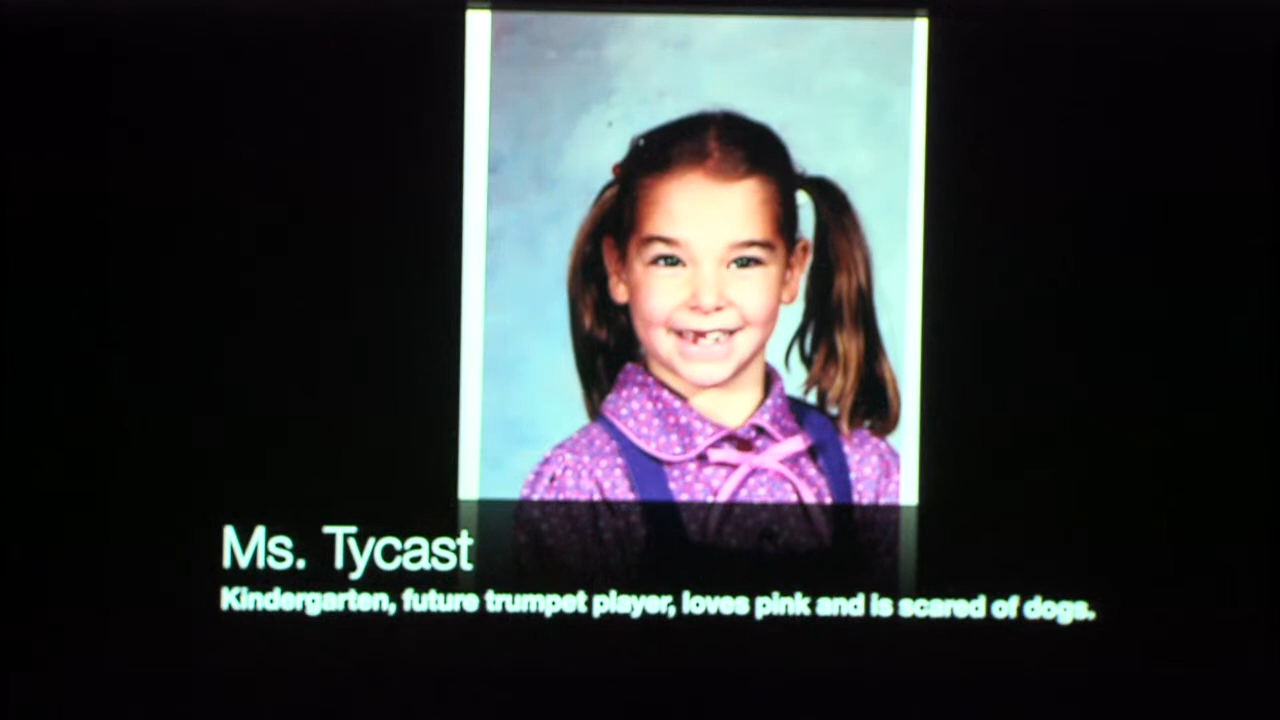 Ms. Tycast
Kindergarten, future trumpet player, loves pink and is scared of dogs.